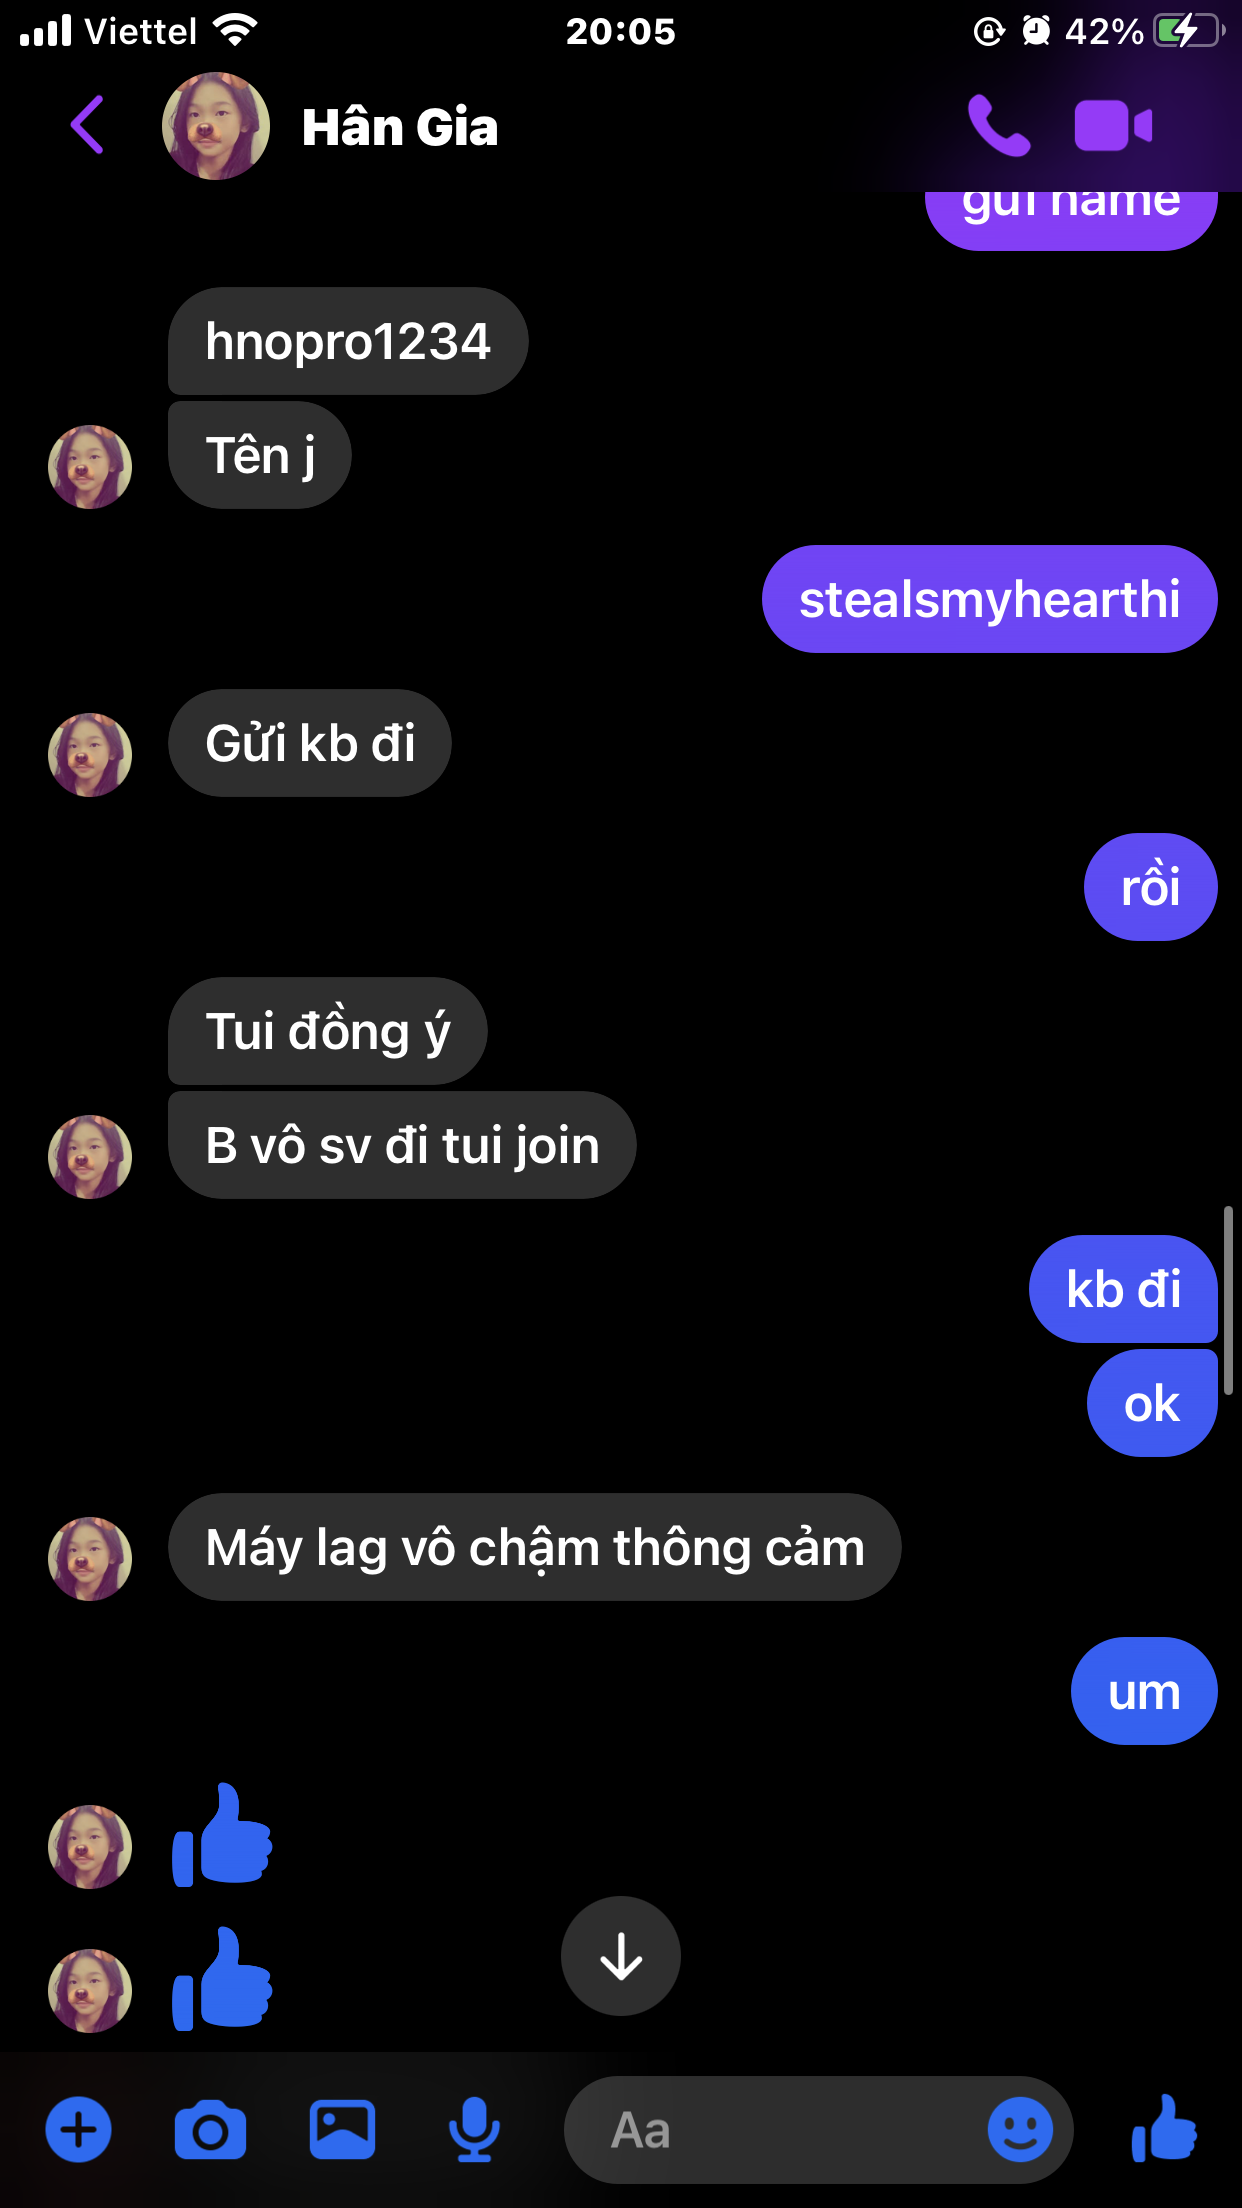 Viettel 20:05 42%
Hân Gia
gửi name
hnopro1234
Tên j
stealsmyhearthi
Gửi kb đi
rồi
Tui đồng ý
B vô sv đi tui join
kb đi
ok
Máy lag vô chậm thông cảm
um
Aa